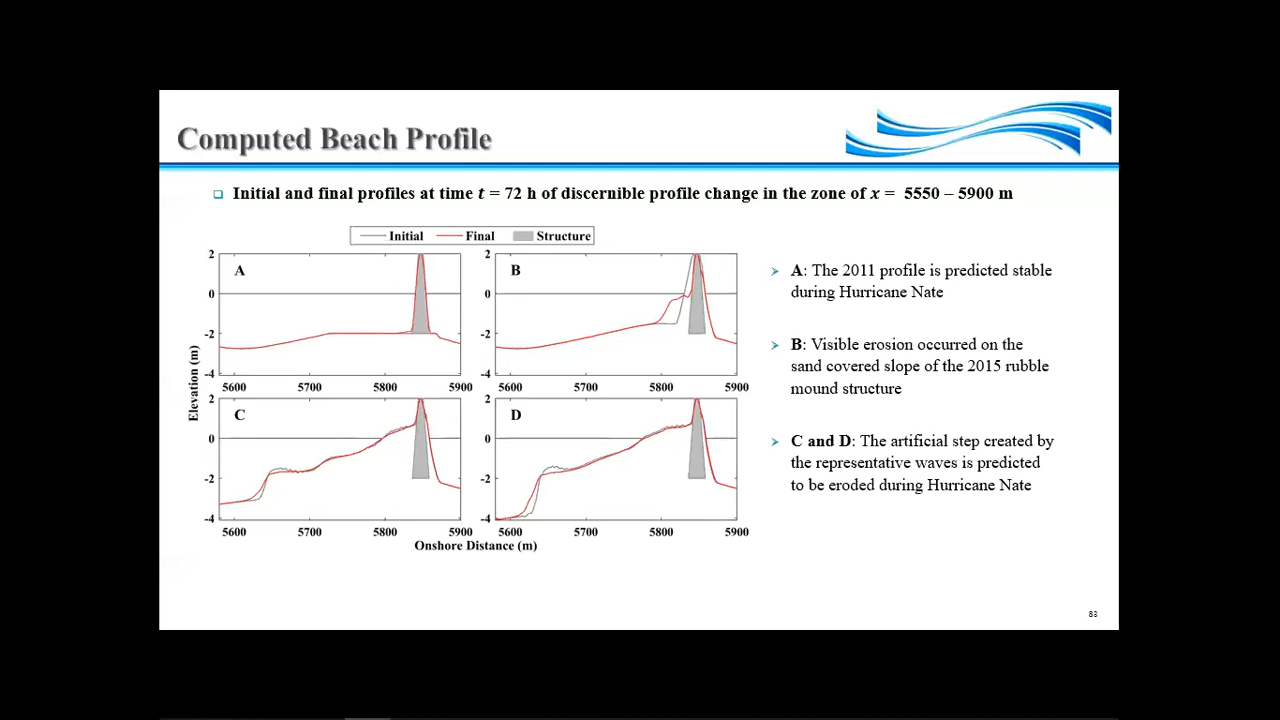 Computed Beach Profile
Initial and final profiles at time t = 72 h of discernible profile change in the zone of x = 5550 – 5900 m
Initial Final Structure
2
0
-2
-4
A
5600 5700 5800 5900
2
0
-2
-4
B
5600 5700 5800 5900
Elevation (m)
2
0
-2
-4
C
5600 5700 5800 5900
2
0
-2
-4
D
5600 5700 5800 5900
Onshore Distance (m)
A: The 2011 profile is predicted stable
during Hurricane Nate
B: Visible erosion occurred on the
sand covered slope of the 2015 rubble
mound structure
C and D: The artificial step created by
the representative waves is predicted
to be eroded during Hurricane Nate
83